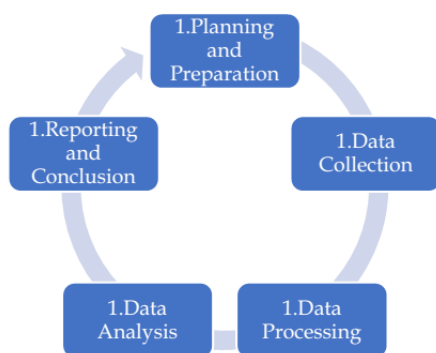 1.Planning
and
Preparation
1.Data
Collection
1.Data
Processing
1.Data
Analysis
1.Reporting
and
Conclusion